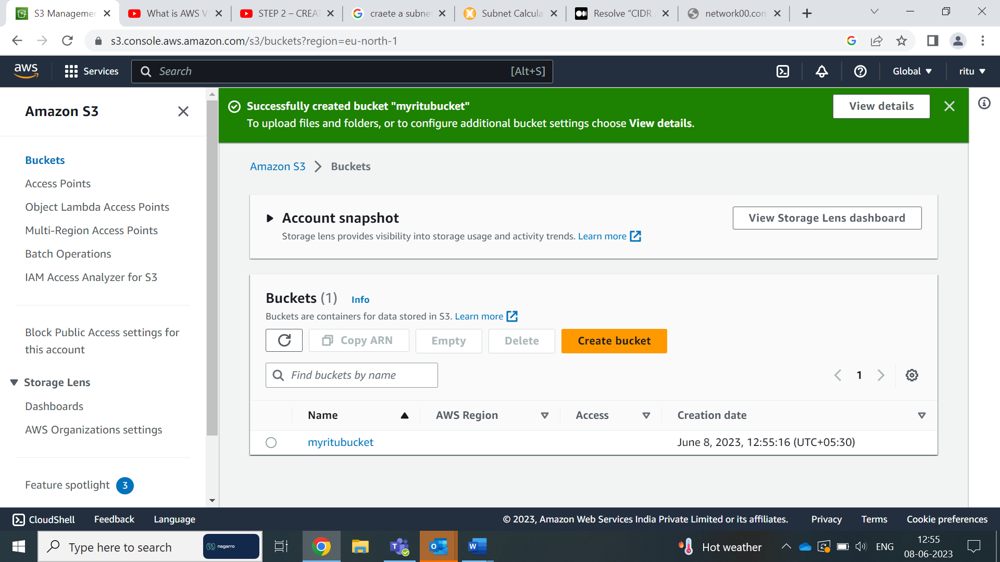 S3 Managemer
What is AWS V
STEP 2 – CREAT
craete a subne
Subnet Calcula
Resolve “CIDR
network00.com
s3.console.aws.amazon.com/s3/buckets?region=eu-north-1
aws
Services
Search
[Alt+S]
Global
ritu
Amazon S3
Buckets
Access Points
Object Lambda Access Points
Multi-Region Access Points
Batch Operations
IAM Access Analyzer for S3
Block Public Access settings for
this account
Storage Lens
Dashboards
AWS Organizations settings
Feature spotlight 3
Successfully created bucket "myritubucket"
To upload files and folders, or to configure additional bucket settings choose View details.
View details
Amazon S3 > Buckets
Account snapshot
Storage lens provides visibility into storage usage and activity trends. Learn more
View Storage Lens dashboard
Buckets (1) Info
Buckets are containers for data stored in S3. Learn more
Copy ARN
Empty
Delete
Create bucket
Find buckets by name
1
Name
AWS Region
Access
Creation date
myritubucket
June 8, 2023, 12:55:16 (UTC+05:30)
CloudShell
Feedback
Language
© 2023, Amazon Web Services India Private Limited or its affiliates.
Privacy
Terms
Cookie preferences
Type here to search
nagarro
Hot weather
ENG
12:55
08-06-2023